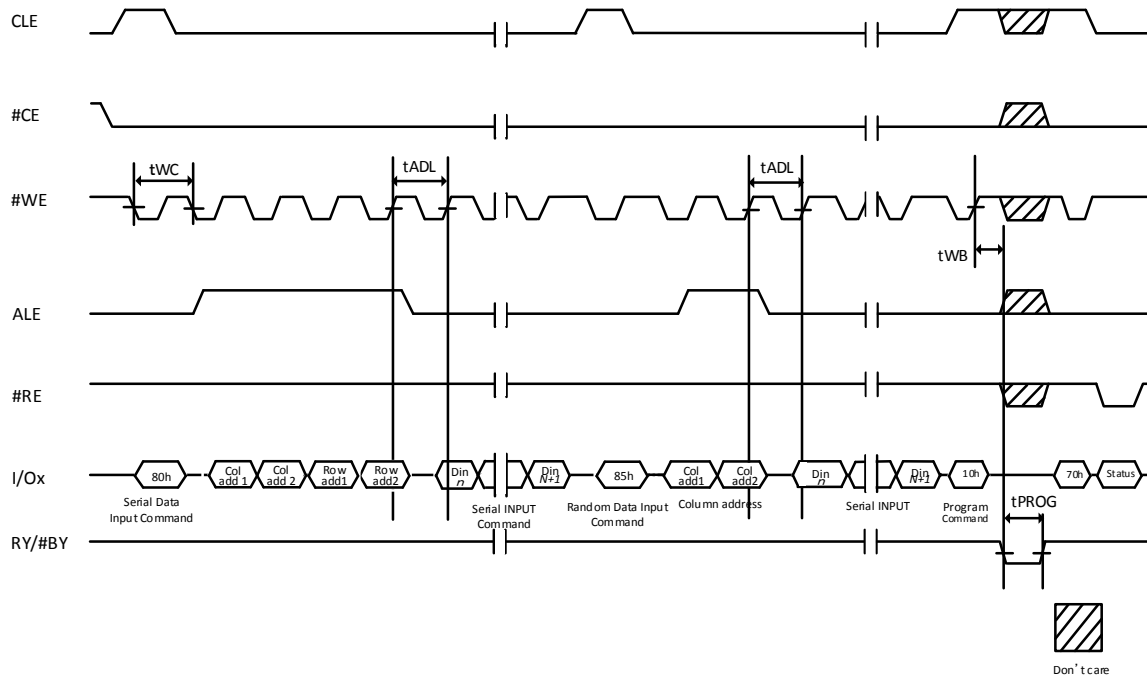 CLE
#CE
tWC
tADL
tADL
#WE
tWB
ALE
#RE
I/Ox
80h
Col
add 1
Col
add 2
Row
add1
Row
add2
Din
n
Din
N+1
85h
Col
add1
Col
add2
Din
n
Din
N+1
10h
70h
Status
Serial Data
Input Command
Serial INPUT
Command
Random Data Input
Command
Column address
Serial INPUT
Program
Command
tPROG
RY/#BY
Don't care